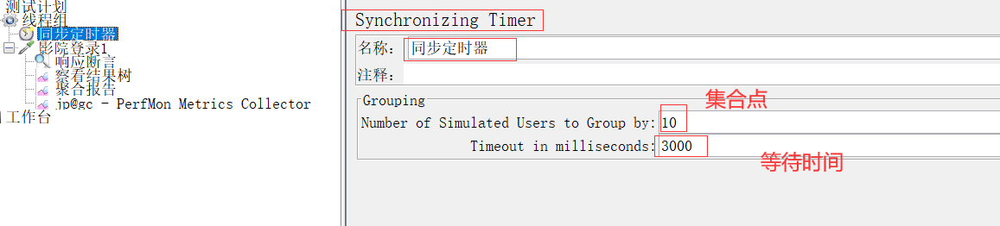 测试计划
线程组
同步定时器
影院登录1
响应断言
察看结果树
聚合报告
jp@gc - PerfMon Metrics Collector
工作台
Synchronizing Timer
名称: 同步定时器
注释:
Grouping
集合点
Number of Simulated Users to Group by: 10
Timeout in milliseconds: 3000
等待时间